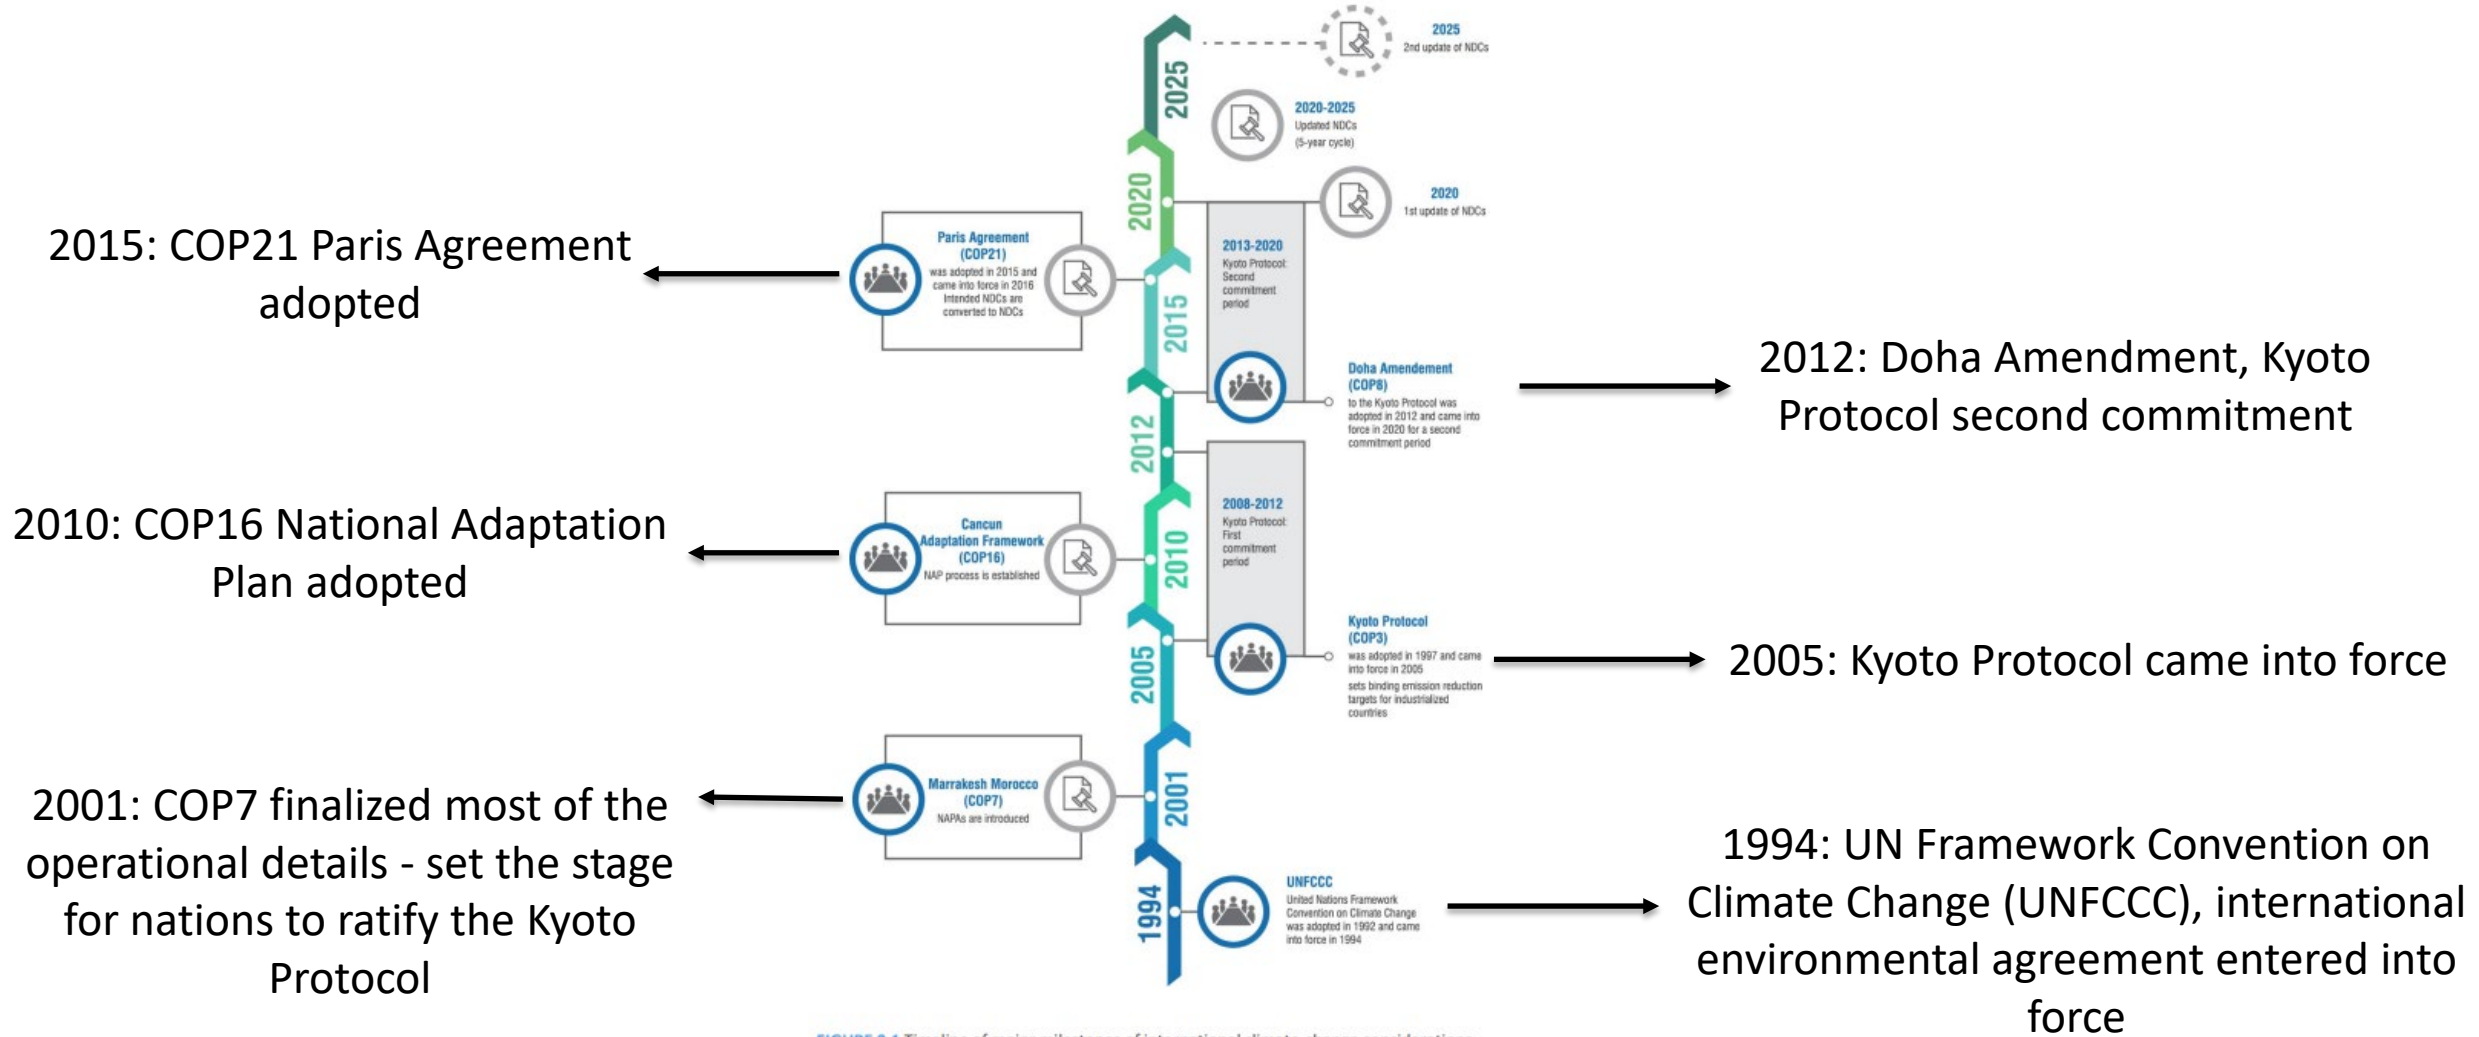 2025
2nd update of NDCs
2025
2020-2025
Updated NDCs
(5-year cycle)
2020
2020
1st update of NDCs
2015: COP21 Paris Agreement
adopted
Paris Agreement
(COP21)
was adopted in 2015 and
came into force in 2016
Intended NDCs are
converted to NDCs
2013-2020
Kyoto Protocol:
Second
commitment
period
2015
Doha Amendement
(COP8)
to the Kyoto Protocol was
adopted in 2012 and came into
force in 2020 for a second
commitment period
2012: Doha Amendment, Kyoto
Protocol second commitment
2012
2010: COP16 National Adaptation
Plan adopted
Cancun
Adaptation Framework
(COP16)
NAP process is established
2008-2012
Kyoto Protocol:
First
commitment
period
2010
Kyoto Protocol
(COP3)
was adopted in 1997 and came
into force in 2005
sets binding emission reduction
targets for industrialized
countries
2005: Kyoto Protocol came into force
2005
2001: COP7 finalized most of the
operational details - set the stage
for nations to ratify the Kyoto
Protocol
Marrakesh Morocco
(COP7)
NAPAs are introduced
2001
1994
UNFCCC
United Nations Framework
Convention on Climate Change
was adopted in 1992 and came
into force in 1994
1994: UN Framework Convention on
Climate Change (UNFCCC), international
environmental agreement entered into
force